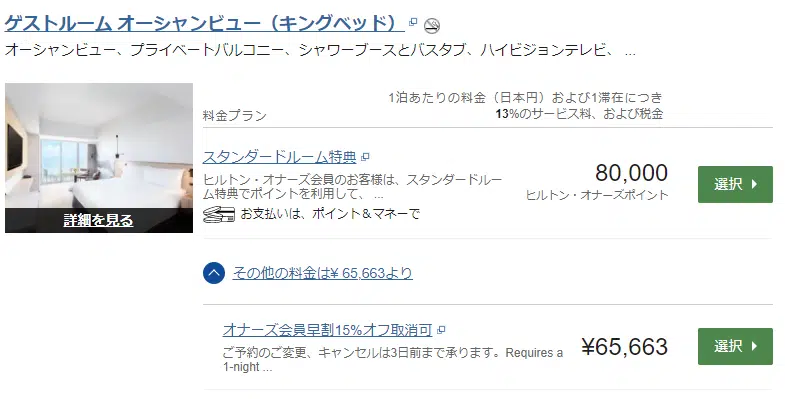 ゲストルーム オーシャンビュー（キングベッド）
オーシャンビュー、プライベートバルコニー、シャワーブースとバスタブ、ハイビジョンテレビ、 ...
1泊あたりの料金（日本円）および1滞在につき
料金プラン
13%のサービス料、および税金
スタンダードルーム特典
ヒルトン・オナーズ会員のお客様は、スタンダードルー
ム特典でポイントを利用して、 ...
お支払いは、ポイント＆マネーで
80,000
ヒルトン・オナーズポイント
選択
詳細を見る
その他の料金は¥ 65,663より
オナーズ会員早割15%オフ取消可
ご予約のご変更、キャンセルは3日前まで承ります。Requires a
1-night ...
¥65,663
選択